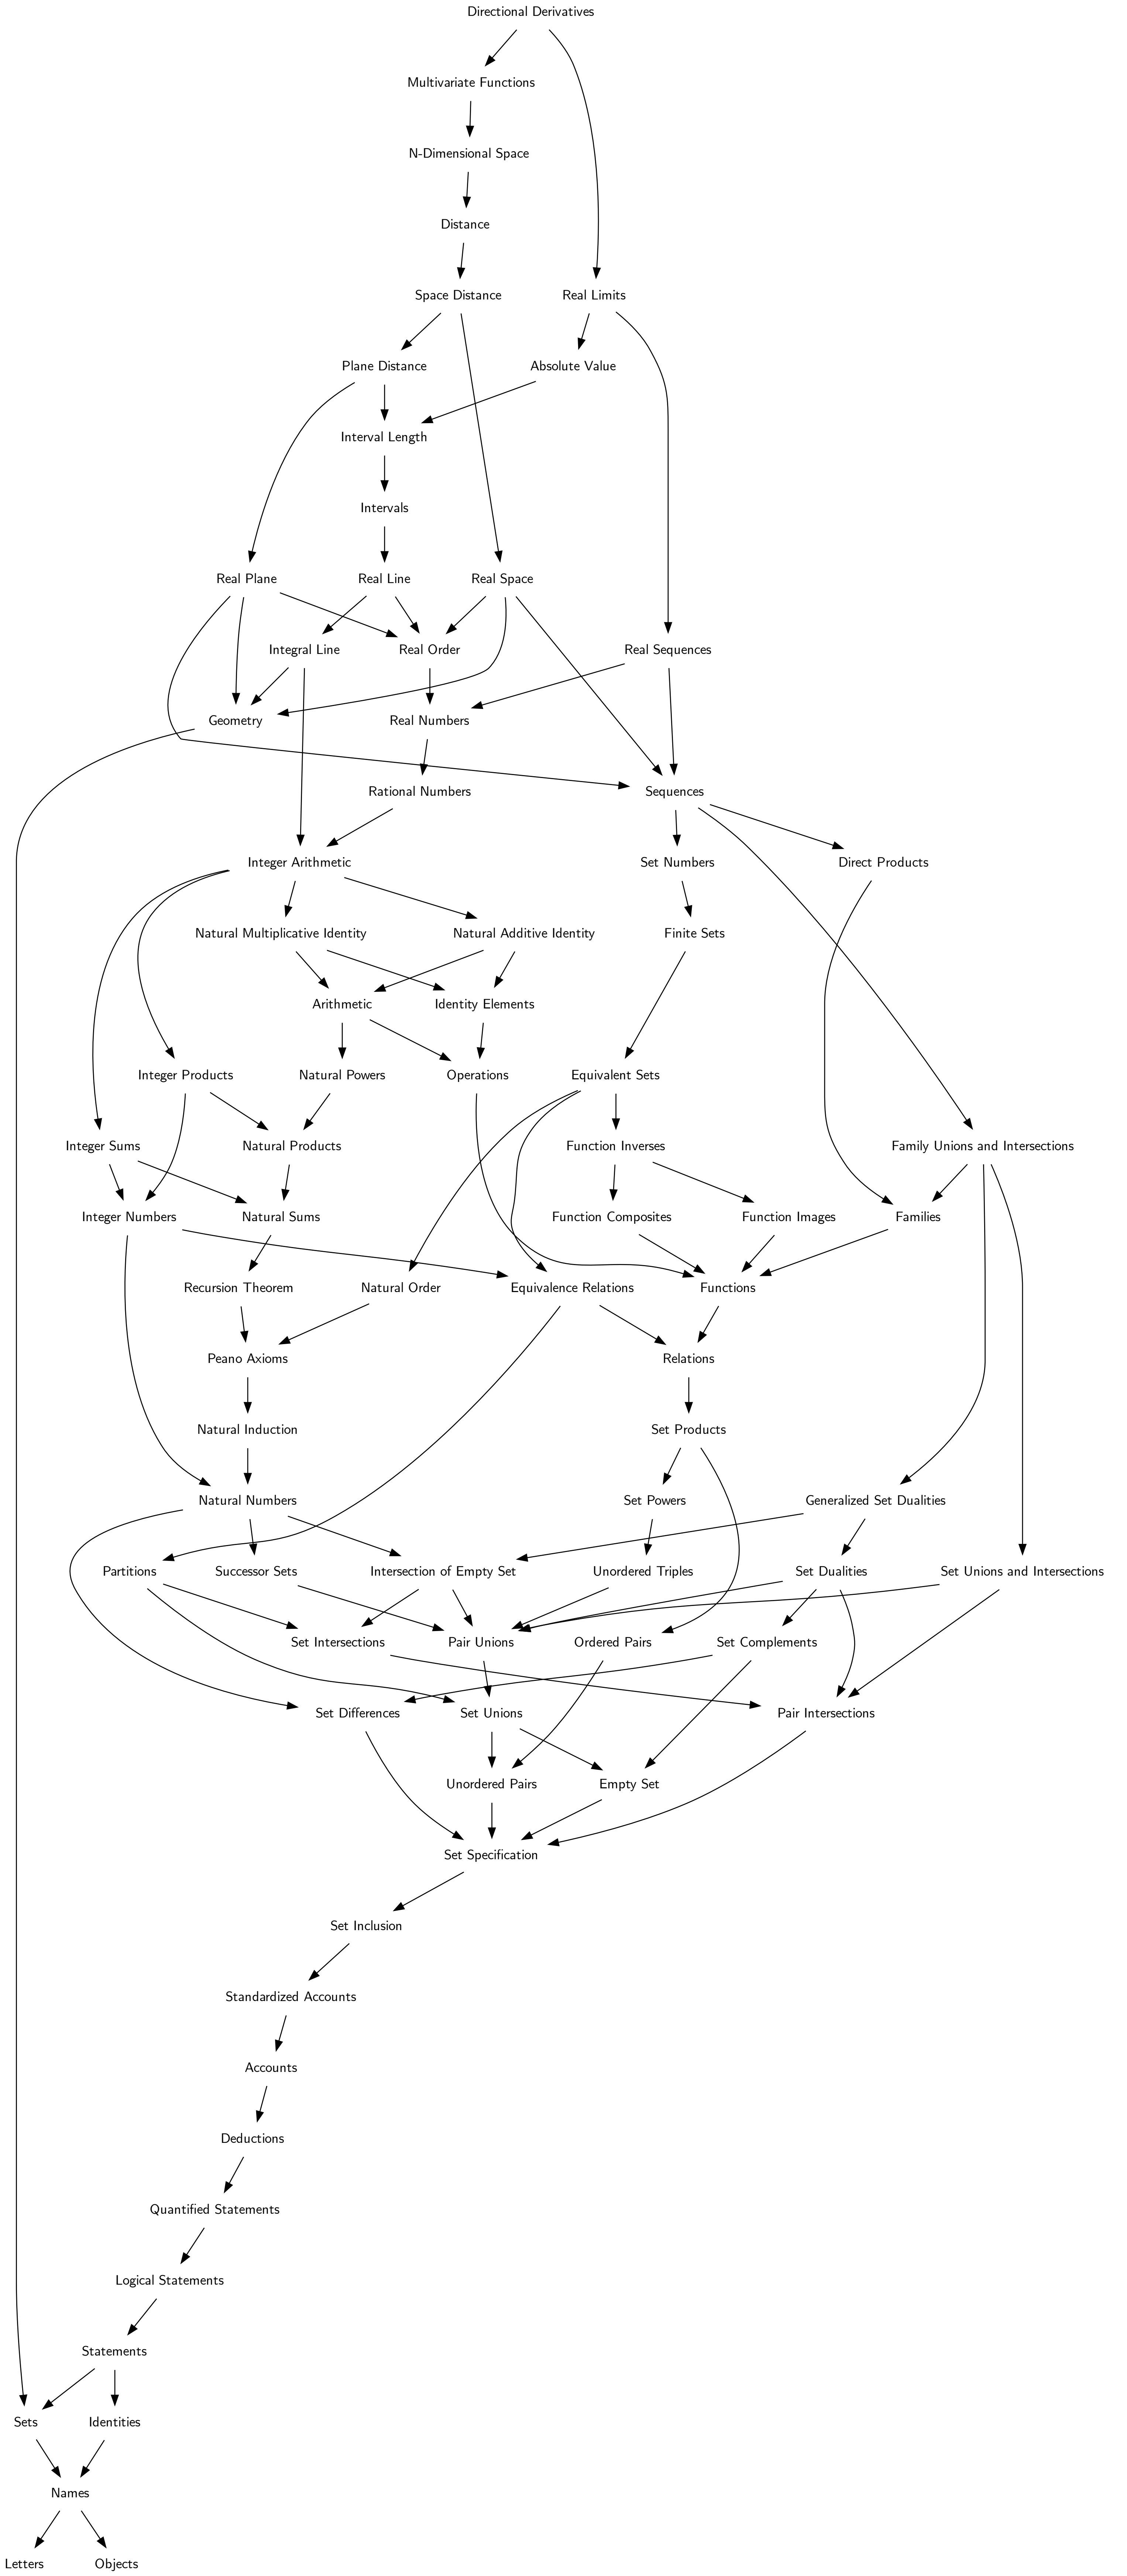 Directional Derivatives
Multivariate Functions
N-Dimensional Space
Distance
Space Distance
Real Limits
Plane Distance
Absolute Value
Interval Length
Intervals
Real Plane
Real Line
Real Space
Integral Line
Real Order
Real Sequences
Geometry
Real Numbers
Rational Numbers
Sequences
Integer Arithmetic
Set Numbers
Direct Products
Natural Multiplicative Identity
Natural Additive Identity
Finite Sets
Arithmetic
Identity Elements
Integer Products
Natural Powers
Operations
Equivalent Sets
Integer Sums
Natural Products
Function Inverses
Family Unions and Intersections
Integer Numbers
Natural Sums
Function Composites
Function Images
Families
Recursion Theorem
Natural Order
Equivalence Relations
Functions
Peano Axioms
Relations
Natural Induction
Set Products
Natural Numbers
Set Powers
Generalized Set Dualities
Partitions
Successor Sets
Intersection of Empty Set
Unordered Triples
Set Dualities
Set Unions and Intersections
Set Intersections
Pair Unions
Ordered Pairs
Set Complements
Set Differences
Set Unions
Pair Intersections
Unordered Pairs
Empty Set
Set Specification
Set Inclusion
Standardized Accounts
Accounts
Deductions
Quantified Statements
Logical Statements
Statements
Sets
Identities
Names
Letters
Objects